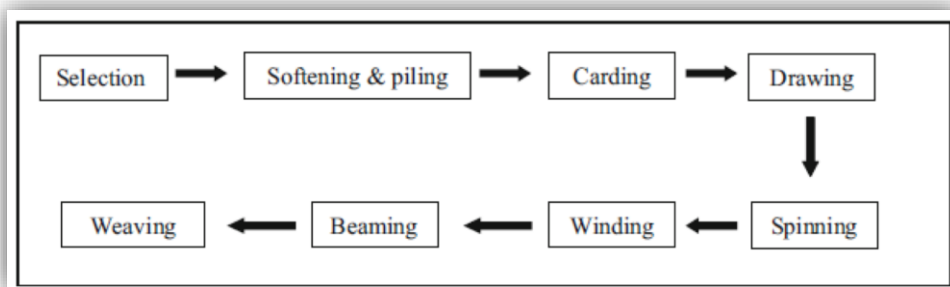 Selection
Softening & piling
Carding
Drawing
Spinning
Winding
Beaming
Weaving